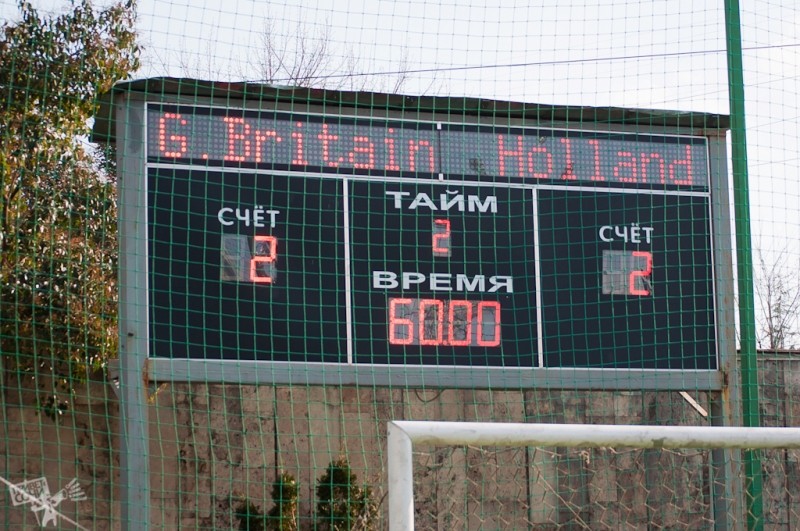 G.Britain Holland
ТАЙМ
СЧЁТ 2 СЧЁТ
2 2
ВРЕМЯ
60.00